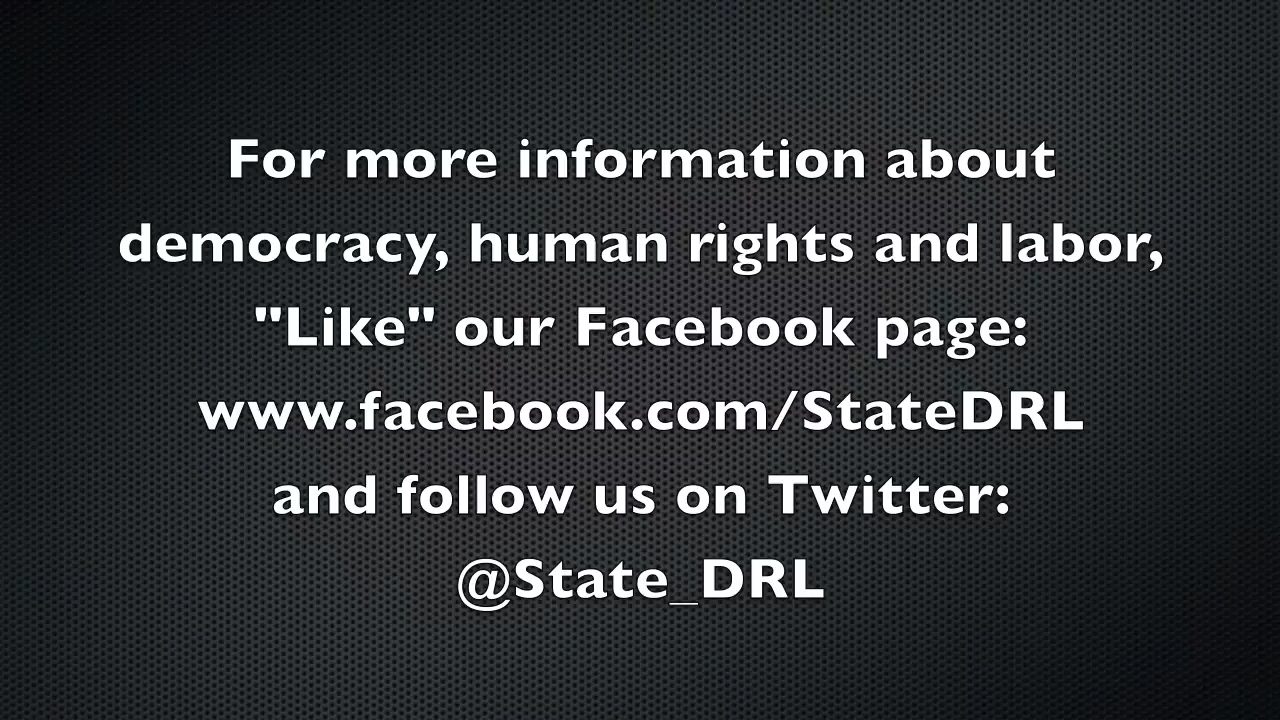 For more information about
democracy, human rights and labor,
"Like" our Facebook page:
www.facebook.com/StateDRL
and follow us on Twitter:
@State_DRL